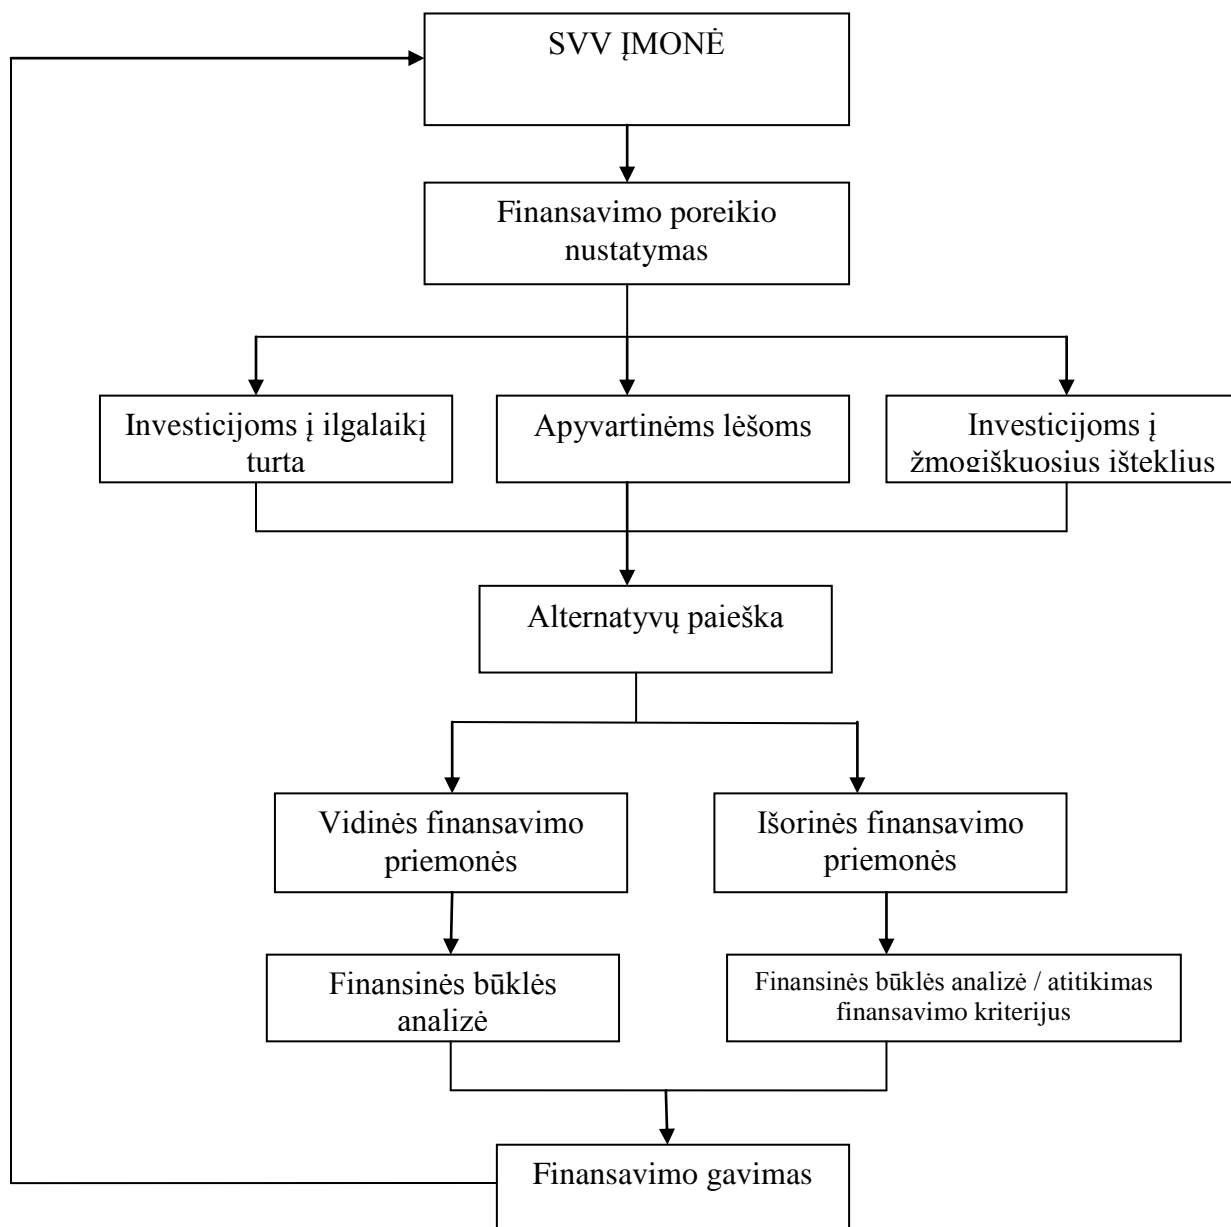 SVV ĮMONĖ
Finansavimo poreikio
nustatymas
Investicijoms į ilgalaikį
turta
Apyvartinėms lėšoms
Investicijoms į
žmogiškuosius išteklius
Alternatyvų paieška
Vidinės finansavimo
priemonės
Išorinės finansavimo
priemonės
Finansinės būklės
analizė
Finansinės būklės analizė / atitikimas
finansavimo kriterijus
Finansavimo gavimas